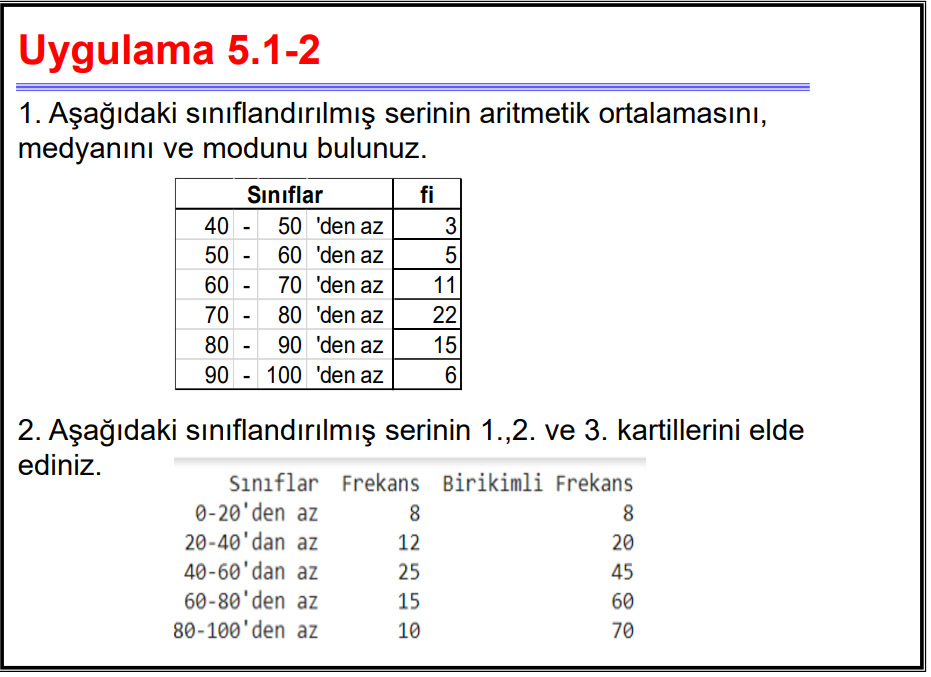 Uygulama 5.1-2
1. Aşağıdaki sınıflandırılmış serinin aritmetik ortalamasını,
medyanını ve modunu bulunuz.
Sınıflar fi
40 - 50 'den az 3
50 - 60 'den az 5
60 - 70 'den az 11
70 - 80 'den az 22
80 - 90 'den az 15
90 - 100 'den az 6
2. Aşağıdaki sınıflandırılmış serinin 1.,2. ve 3. kartillerini elde
ediniz.
Sınıflar Frekans Birikimli Frekans
0-20'den az 8 8
20-40'dan az 12 20
40-60'dan az 25 45
60-80'den az 15 60
80-100'den az 10 70